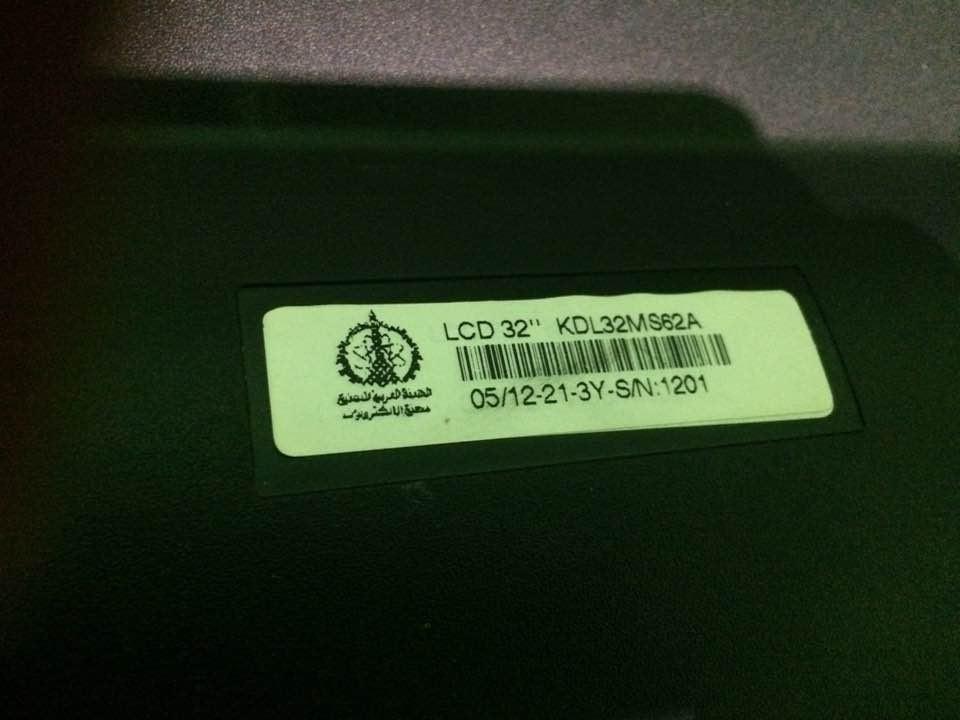 LCD 32" KDL32MS62A
05/12-21-3Y-S/N:1201
الهيئة العربية للتصنيع
مصنع الالكترونيات